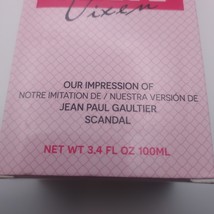 Vixen
OUR IMPRESSION OF
NOTRE IMITATION DE / NUESTRA VERSIÓN DE
JEAN PAUL GAULTIER
SCANDAL
NET WT 3.4 FL OZ 100ML